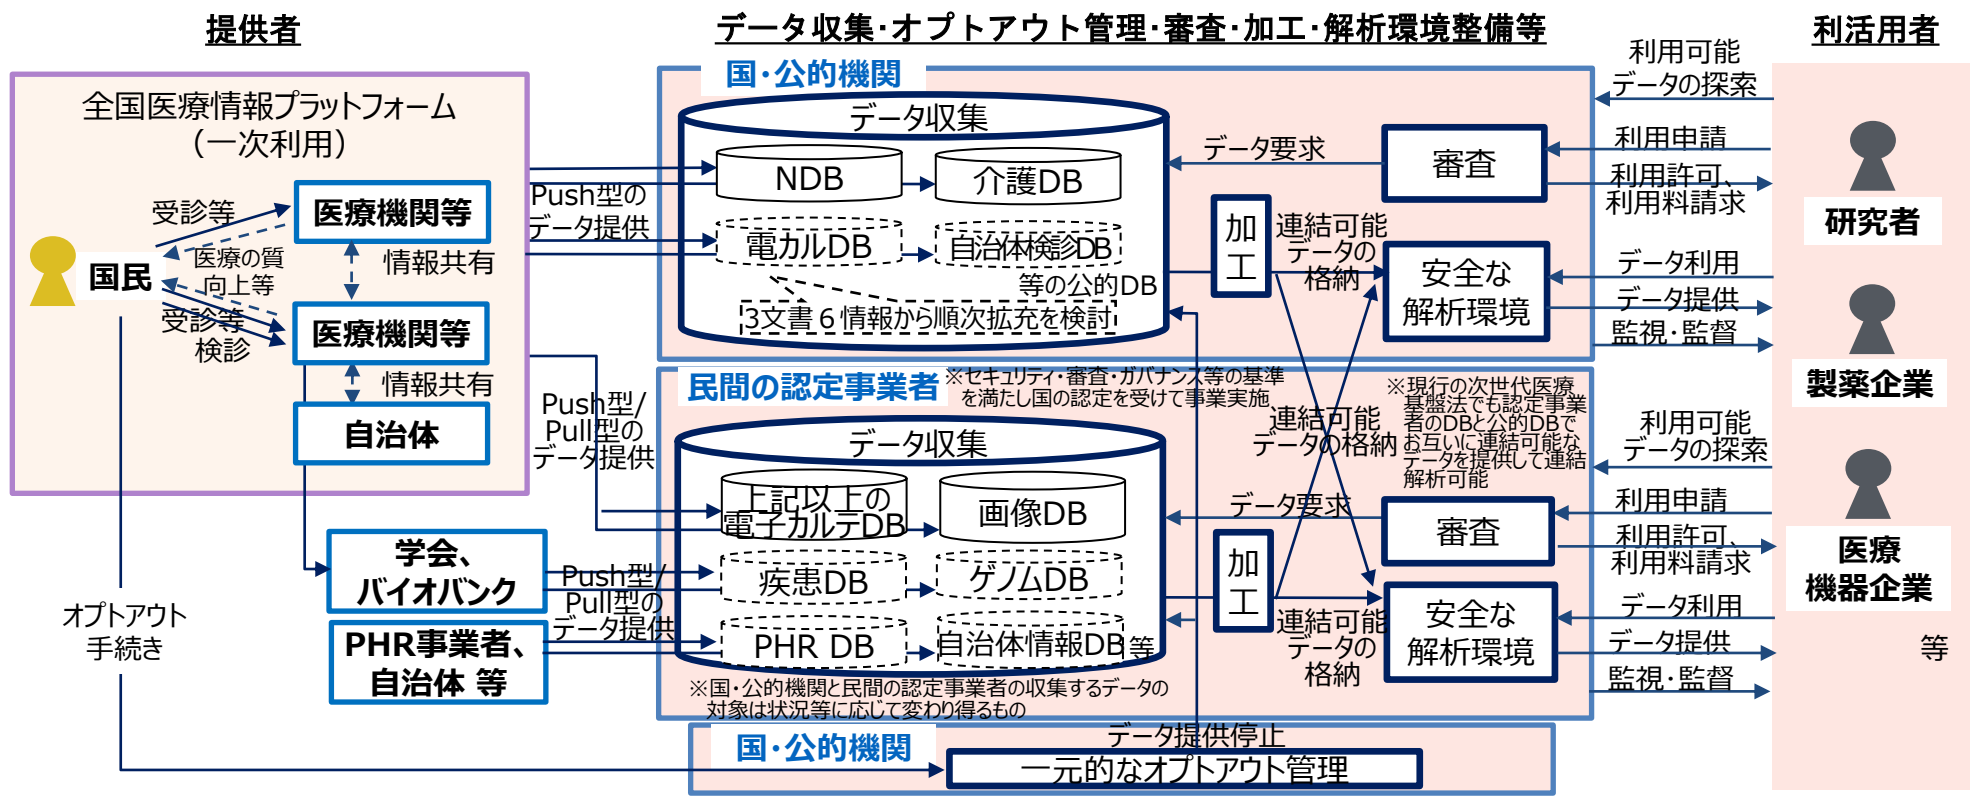 提供者
データ収集・オプトアウト管理・審査・加工・解析環境整備等
利活用者
全国医療情報プラットフォーム
（一次利用）
国民
受診等
医療の質
向上等
受診等
検診
医療機関等
情報共有
医療機関等
情報共有
自治体
学会、
バイオバンク
PHR事業者、
自治体 等
オプトアウト
手続き
Push型の
データ提供
Push型/
Pull型の
データ提供
Push型/
Pull型の
データ提供
国・公的機関
データ収集
NDB
介護DB
電カルDB
自治体検診DB
等の公的DB
3文書６情報から順次拡充を検討
データ要求
審査
加
工
連結可能
データの
格納
安全な
解析環境
民間の認定事業者
※セキュリティ・審査・ガバナンス等の基準
を満たし国の認定を受けて事業実施
連結可能
データの格納
※現行の次世代医療
基盤法でも認定事業
者のDBと公的DBで
お互いに連結可能な
データを提供して連結
解析可能
データ収集
上記以上の
電子カルテDB
画像DB
疾患DB
ゲノムDB
PHR DB
自治体情報DB
等
データ要求
審査
加
工
連結可能
データの
格納
安全な
解析環境
※国・公的機関と民間の認定事業者の収集するデータの
対象は状況等に応じて変わり得るもの
国・公的機関
データ提供停止
一元的なオプトアウト管理
利用可能
データの探索
利用申請
利用許可、
利用料請求
データ利用
データ提供
監視・監督
利用可能
データの探索
利用申請
利用許可、
利用料請求
データ利用
データ提供
監視・監督
研究者
製薬企業
医療
機器企業
等